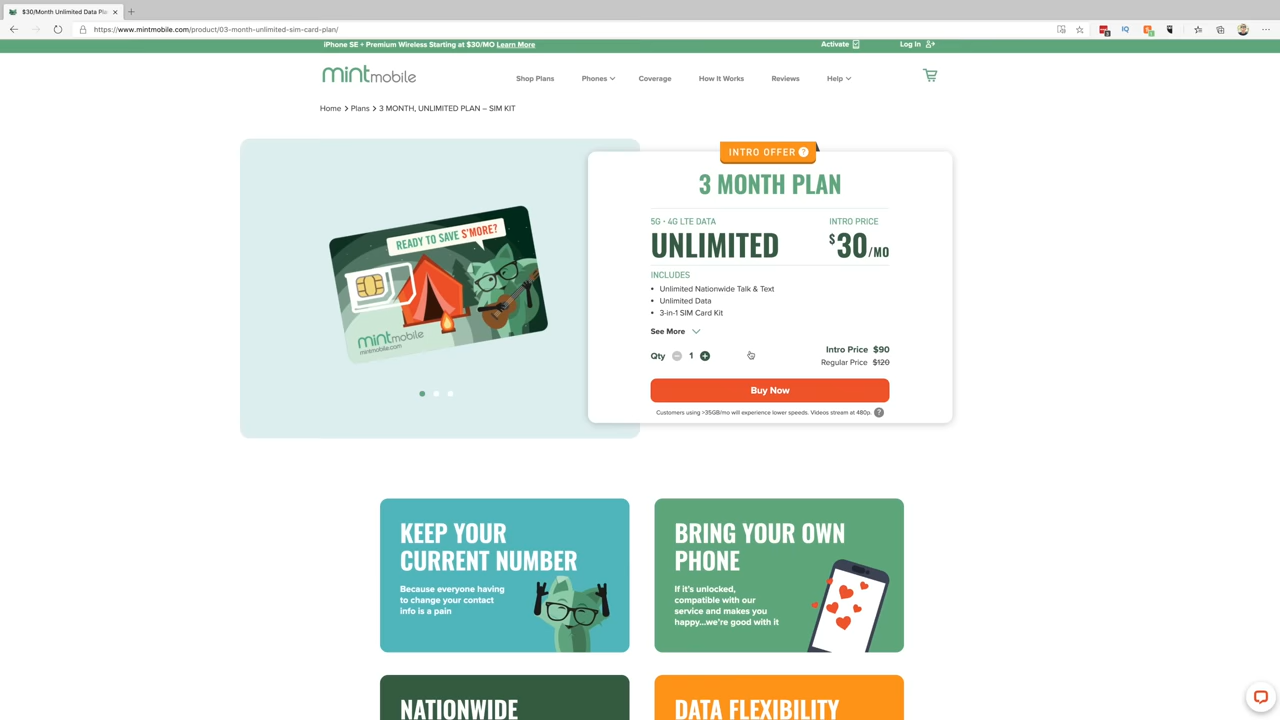 $30/Month Unlimited Data Pla
https://www.mintmobile.com/product/03-month-unlimited-sim-card-plan/
iPhone SE + Premium Wireless Starting at $30/MO Learn More
Activate
Log In
mintmobile
Shop Plans
Phones
Coverage
How It Works
Reviews
Help
Home > Plans > 3 MONTH, UNLIMITED PLAN – SIM KIT
READY TO SAVE S'MORE?
mintmobile
mintmobile.com
INTRO OFFER ?
3 MONTH PLAN
5G • 4G LTE DATA
INTRO PRICE
UNLIMITED
$30/MO
INCLUDES
• Unlimited Nationwide Talk & Text
• Unlimited Data
• 3-in-1 SIM Card Kit
See More
Qty
1
Intro Price $90
Regular Price $120
Buy Now
Customers using >35GB/mo will experience lower speeds. Videos stream at 480p. ?
KEEP YOUR
CURRENT NUMBER
Because everyone having
to change your contact
info is a pain
BRING YOUR OWN
PHONE
If it's unlocked,
compatible with our
service and makes you
happy...we're good with it
NATIONWIDE
DATA FLEXIBILITY